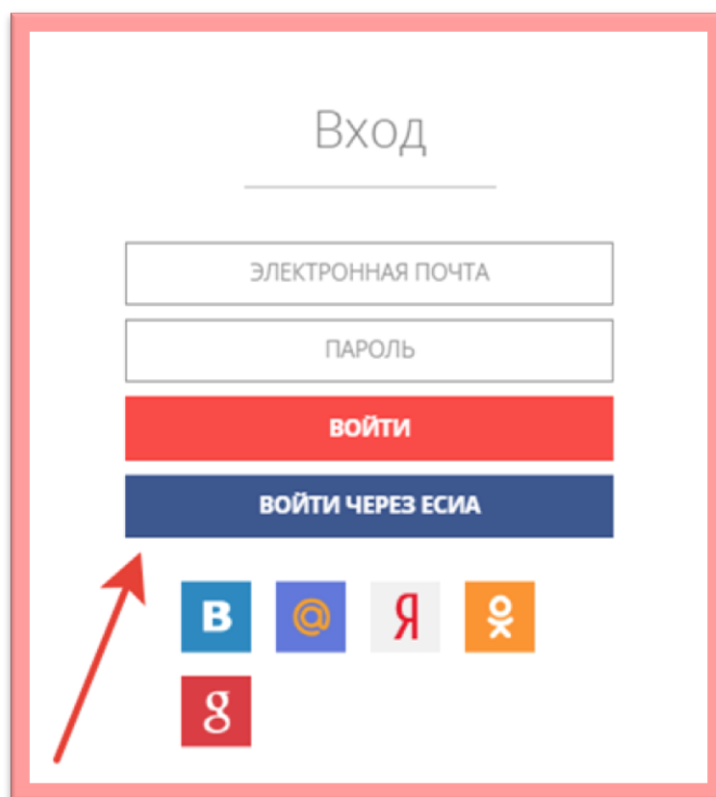 Вход
ЭЛЕКТРОННАЯ ПОЧТА
ПАРОЛЬ
ВОЙТИ
ВОЙТИ ЧЕРЕЗ ЕСИА
В @ Я
g